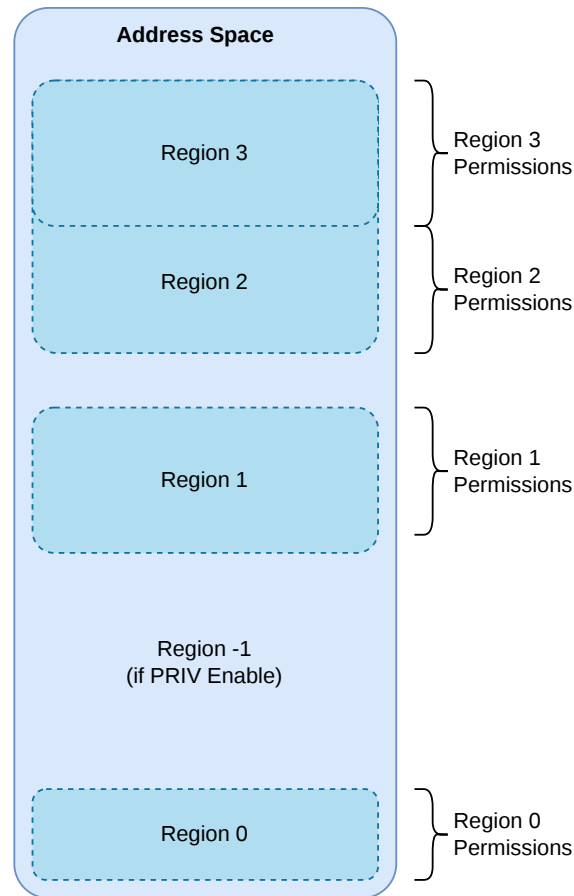 Address Space
Region 3
Region 3
Permissions
Region 2
Region 2
Permissions
Region 1
Region 1
Permissions
Region -1
(if PRIV Enable)
Region 0
Region 0
Permissions